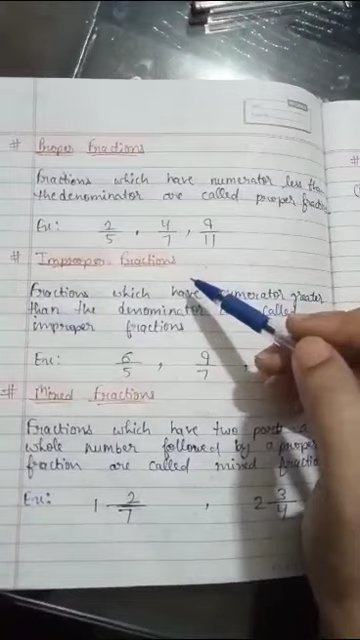 # Proper Fractions
Fractions which have numerator less than
the denominator are called proper fractions
Ex: 2/5 , 4/7 , 9/11
# Improper Fractions
Fractions which have numerator greater
than the denominator called
improper fractions
Ex: 6/5 , 9/7 ,
# Mixed Fractions
Fractions which have two parts a
whole number followed by a proper
fraction are called mixed
Ex: 1 2/7 , 2 3/4
#